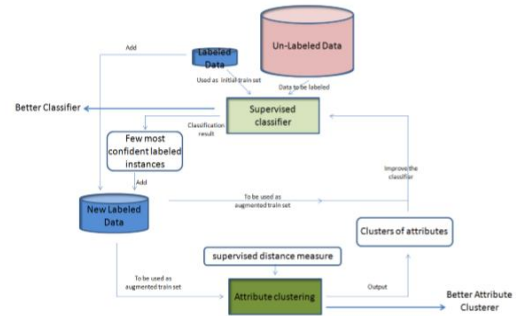 Un-Labeled Data
Labeled
Data
Add
Used as initial train set
Data to be labeled
Better Classifier
Supervised
classifier
Classification
result
Few most
confident labeled
instances
Improve the
classifier
Add
To be used as
augmented train set
New Labeled
Data
Clusters of attributes
supervised distance measure
To be used as
augmented train set
Attribute clustering
Output
Better Attribute
Clusterer